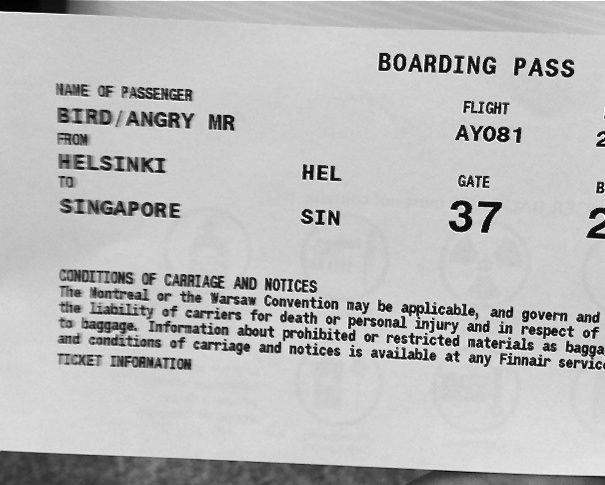 BOARDING PASS
NAME OF PASSENGER
BIRD/ANGRY MR
FLIGHT
AY081
FROM
HELSINKI HEL
GATE
37
TO
SINGAPORE SIN
CONDITIONS OF CARRIAGE AND NOTICES
The Montreal or the Warsaw Convention may be applicable, and govern and
the liability of carriers for death or personal injury and in respect of
to baggage. Information about prohibited or restricted materials as bagga
and conditions of carriage and notices is available at any Finnair service
TICKET INFORMATION